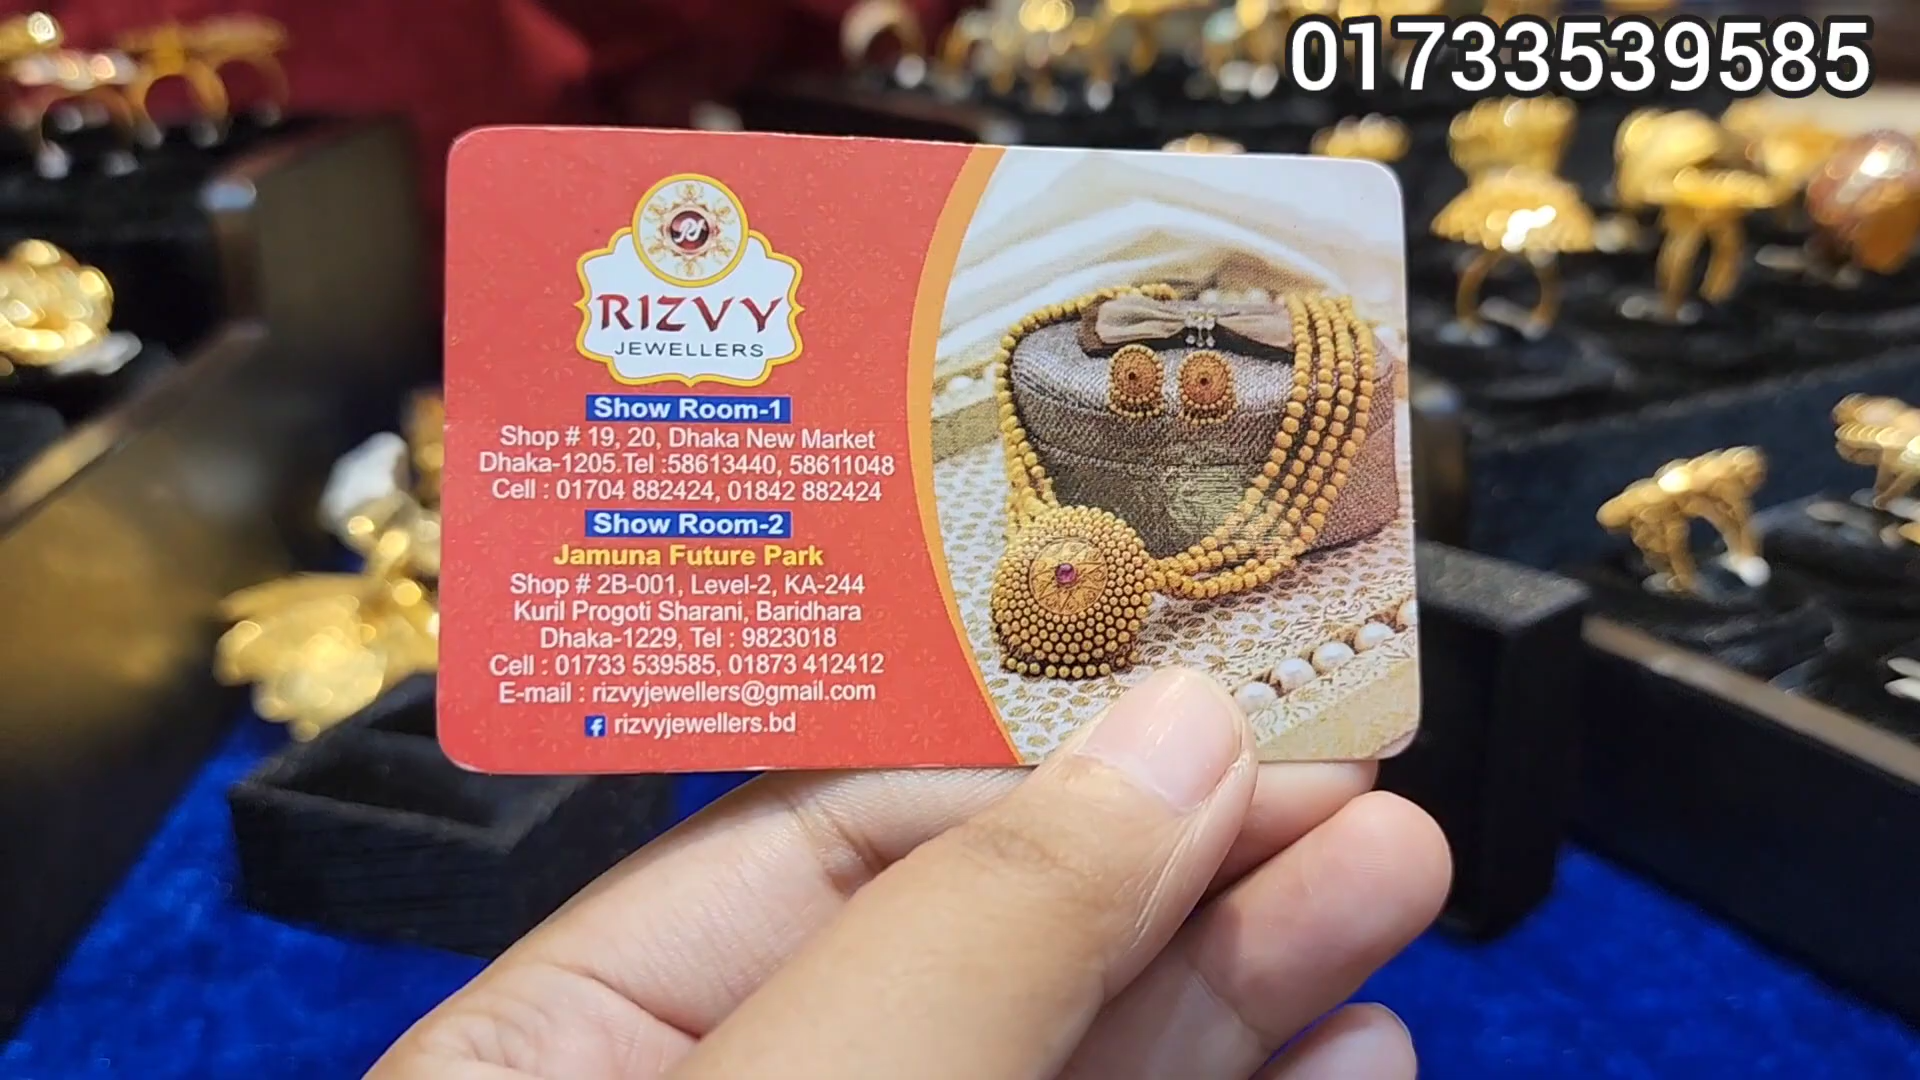 01733539585
RIZVY
JEWELLERS
Show Room-1
Shop # 19, 20, Dhaka New Market
Dhaka-1205.Tel :58613440, 58611048
Cell : 01704 882424, 01842 882424
Show Room-2
Jamuna Future Park
Shop # 2B-001, Level-2, KA-244
Kuril Progoti Sharani, Baridhara
Dhaka-1229, Tel : 9823018
Cell : 01733 539585, 01873 412412
E-mail : rizvyjewellers@gmail.com
rizvyjewellers.bd